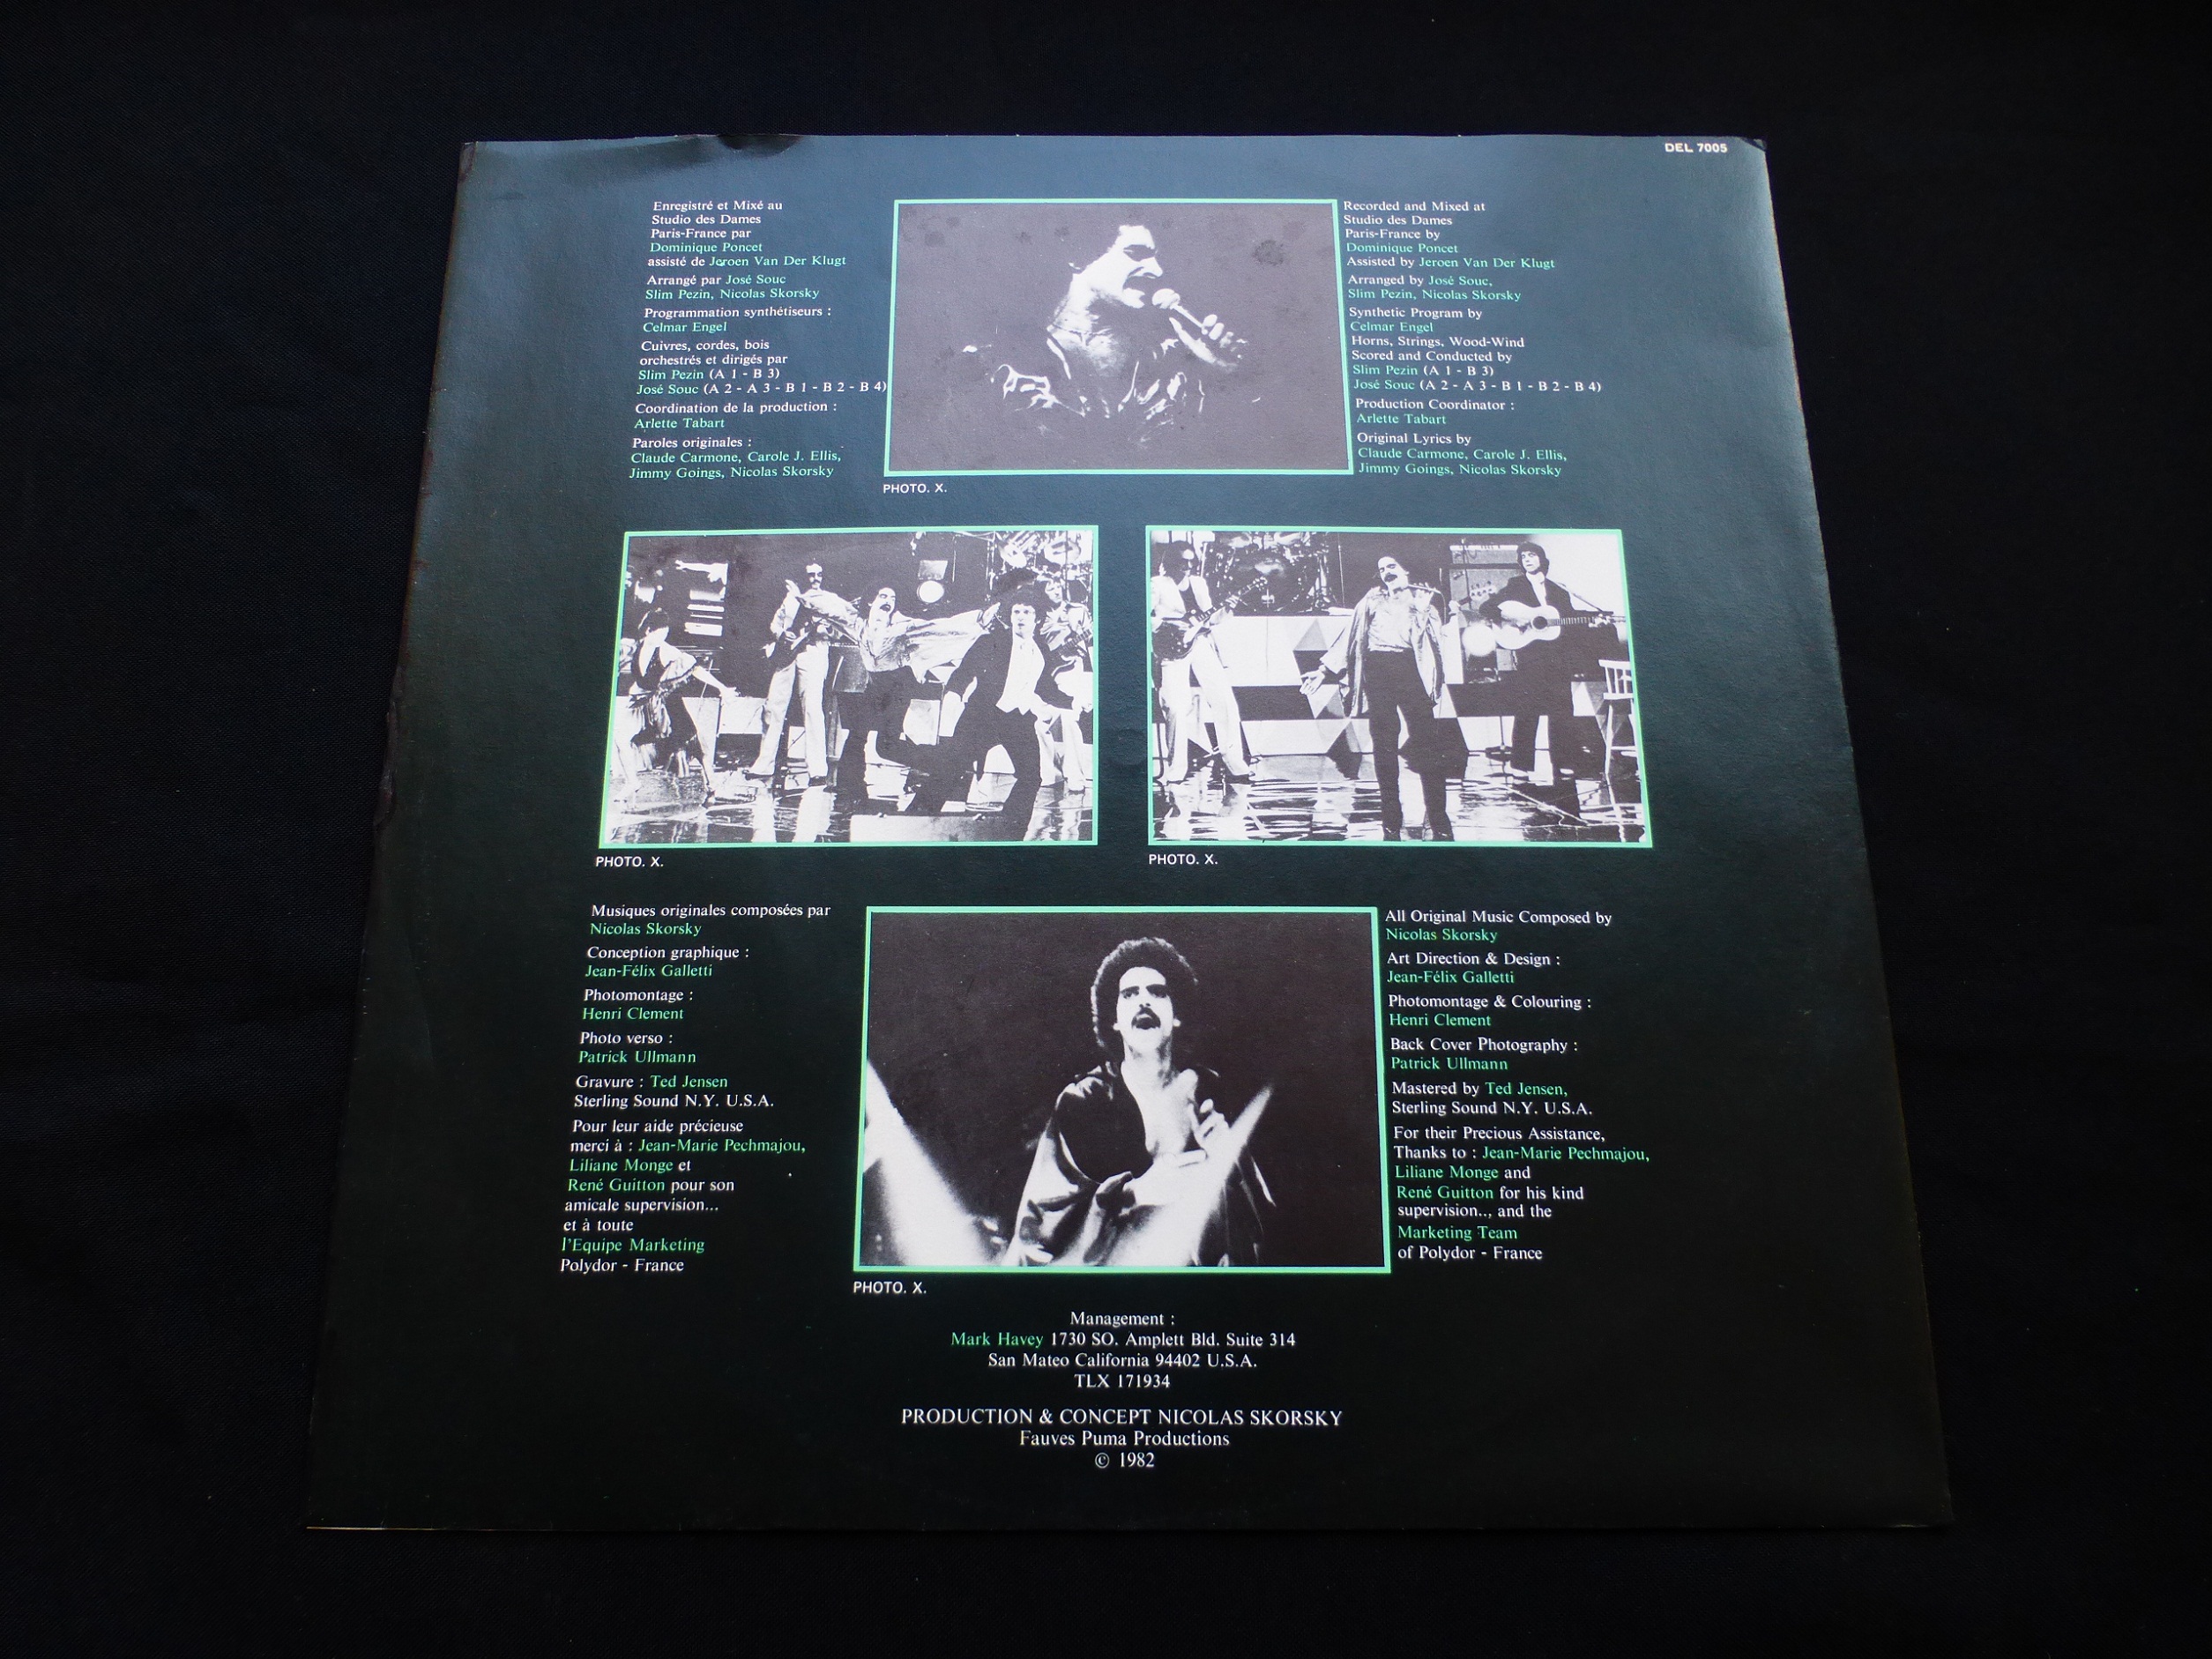 DEL 7005
Enregistré et Mixé au
Studio des Dames
Paris-France par
Dominique Poncet
assisté de Jeroen Van Der Klugt
Arrangé par José Souc
Slim Pezin, Nicolas Skorsky
Programmation synthétiseurs :
Celmar Engel
Cuivres, cordes, bois
orchestrés et dirigés par
Slim Pezin (A 1 - B 3)
José Souc (A 2 - A 3 - B 1 - B 2 - B 4)
Coordination de la production :
Arlette Tabart
Paroles originales :
Claude Carmone, Carole J. Ellis,
Jimmy Goings, Nicolas Skorsky
PHOTO. X.
Recorded and Mixed at
Studio des Dames
Paris-France by
Dominique Poncet
Assisted by Jeroen Van Der Klugt
Arranged by José Souc,
Slim Pezin, Nicolas Skorsky
Synthetic Program by
Celmar Engel
Horns, Strings, Wood-Wind
Scored and Conducted by
Slim Pezin (A 1 - B 3)
José Souc (A 2 - A 3 - B 1 - B 2 - B 4)
Production Coordinator :
Arlette Tabart
Original Lyrics by
Claude Carmone, Carole J. Ellis,
Jimmy Goings, Nicolas Skorsky
PHOTO. X.
PHOTO. X.
Musiques originales composées par
Nicolas Skorsky
Conception graphique :
Jean-Félix Galletti
Photomontage :
Henri Clement
Photo verso :
Patrick Ullmann
Gravure : Ted Jensen
Sterling Sound N.Y. U.S.A.
Pour leur aide précieuse
merci à : Jean-Marie Pechmajou,
Liliane Monge et
René Guitton pour son
amicale supervision...
et à toute
l'Equipe Marketing
Polydor - France
PHOTO. X.
All Original Music Composed by
Nicolas Skorsky
Art Direction & Design :
Jean-Félix Galletti
Photomontage & Colouring :
Henri Clement
Back Cover Photography :
Patrick Ullmann
Mastered by Ted Jensen,
Sterling Sound N.Y. U.S.A.
For their Precious Assistance,
Thanks to : Jean-Marie Pechmajou,
Liliane Monge and
René Guitton for his kind
supervision.., and the
Marketing Team
of Polydor - France
Management :
Mark Havey 1730 SO. Amplett Bld. Suite 314
San Mateo California 94402 U.S.A.
TLX 171934
PRODUCTION & CONCEPT NICOLAS SKORSKY
Fauves Puma Productions
© 1982